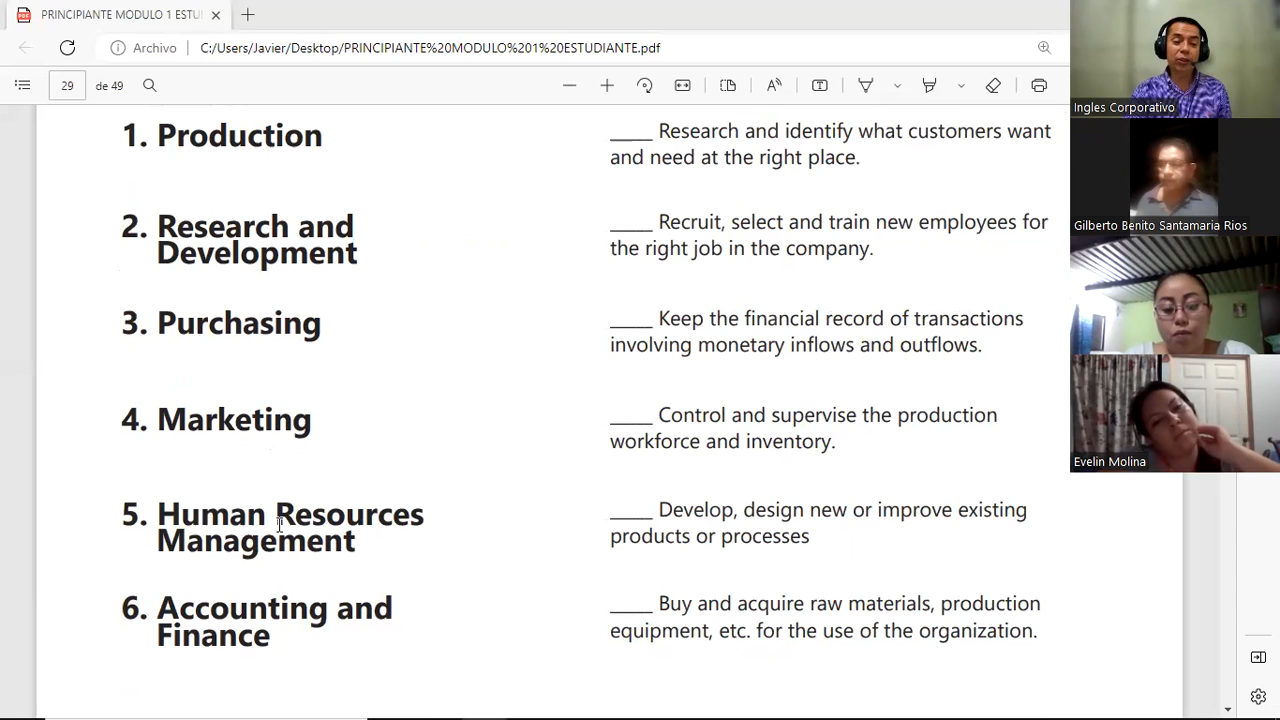 PRINCIPIANTE MODULO 1 ESTU
Archivo | C:/Users/Javier/Desktop/PRINCIPIANTE%20MODULO%201%20ESTUDIANTE.pdf
29 de 49
1. Production
_____ Research and identify what customers want
and need at the right place.
2. Research and
Development
_____ Recruit, select and train new employees for
the right job in the company.
3. Purchasing
_____ Keep the financial record of transactions
involving monetary inflows and outflows.
4. Marketing
_____ Control and supervise the production
workforce and inventory.
5. Human Resources
Management
_____ Develop, design new or improve existing
products or processes
6. Accounting and
Finance
_____ Buy and acquire raw materials, production
equipment, etc. for the use of the organization.
Ingles Corporativo
Gilberto Benito Santamaria Rios
Evelin Molina